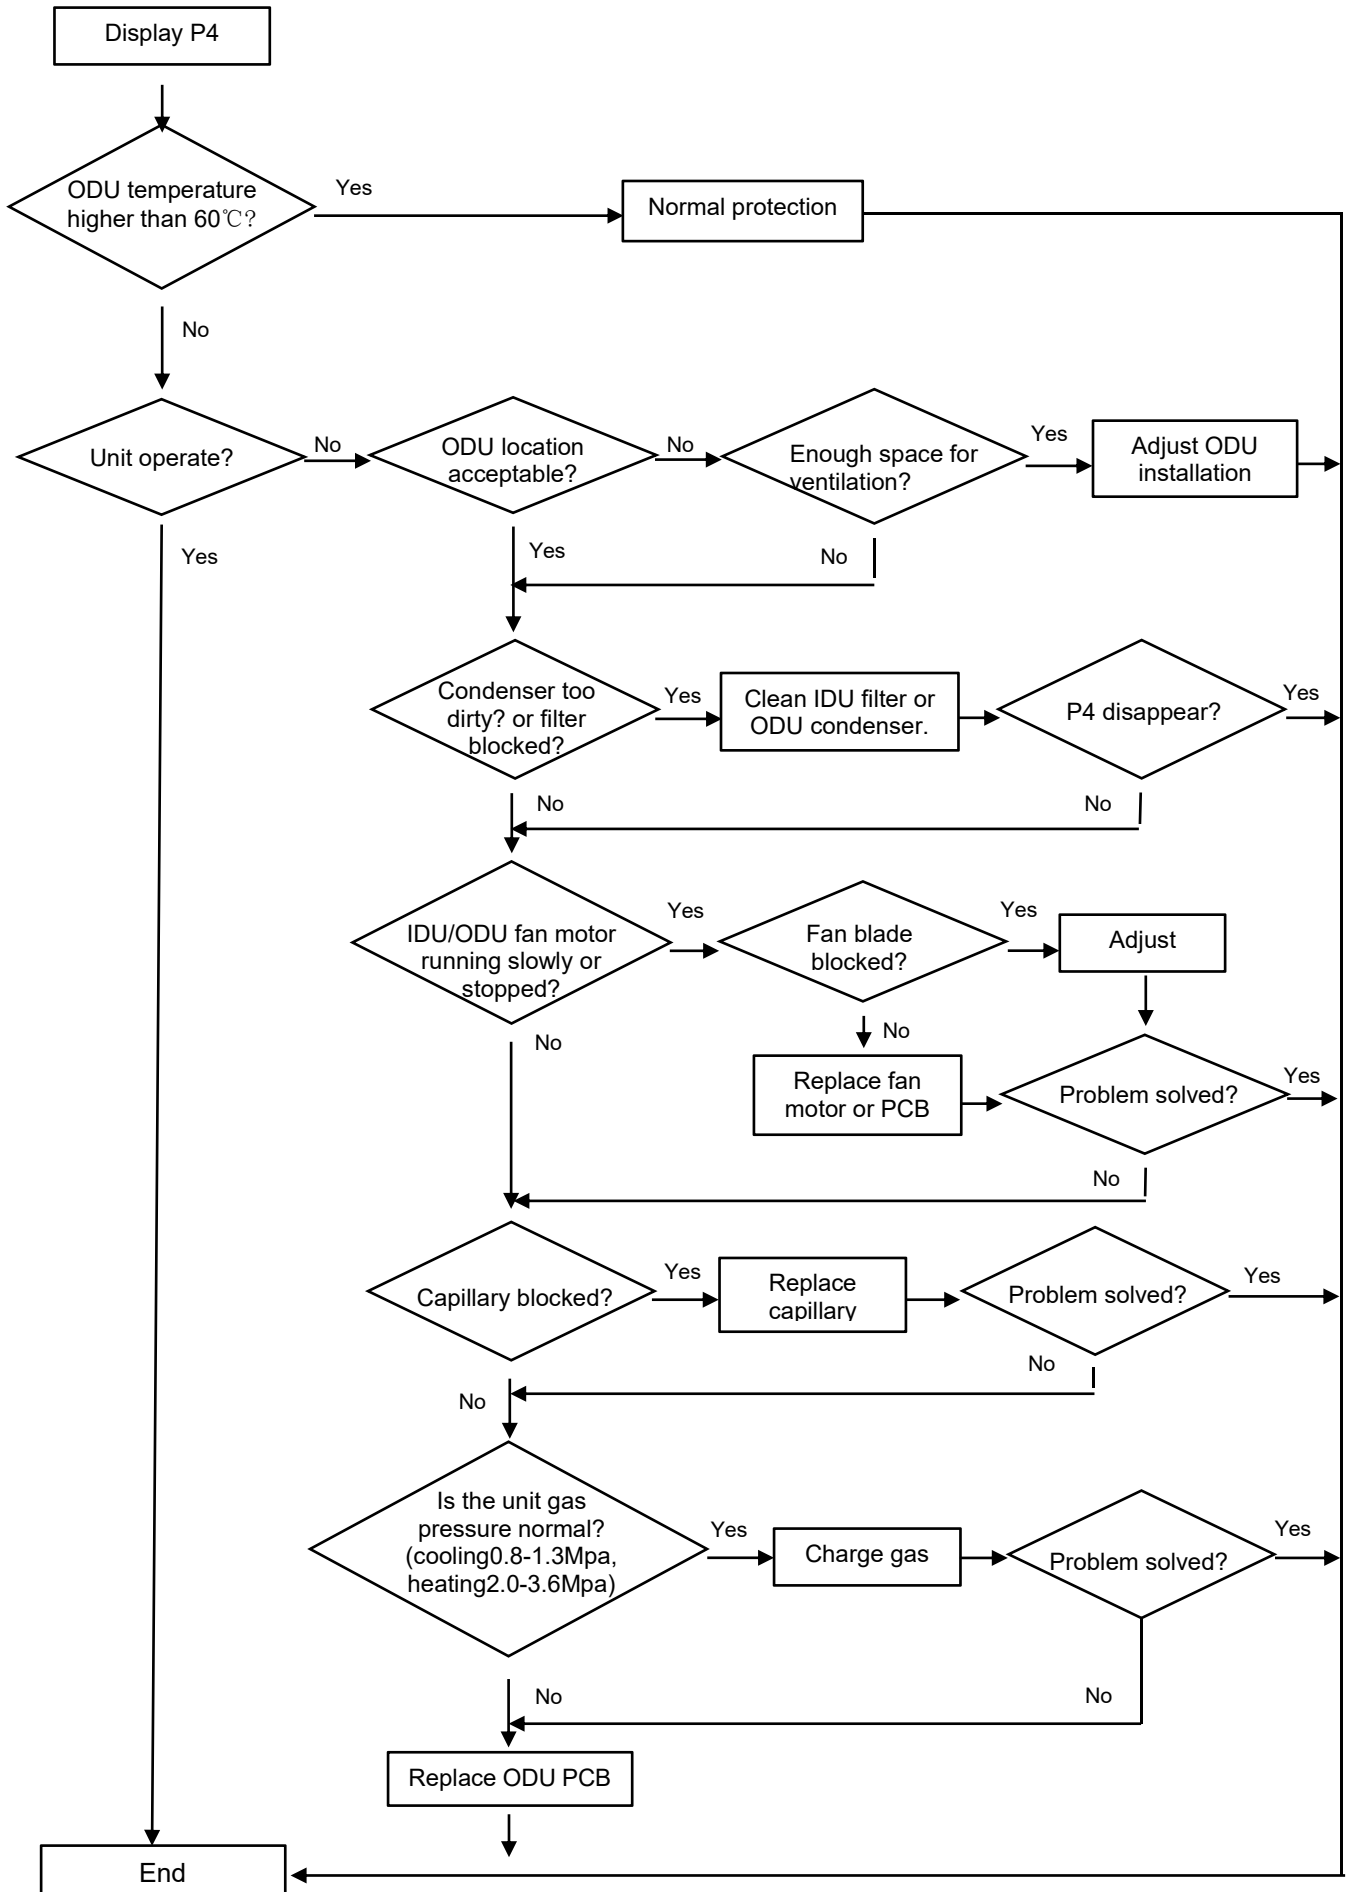 Display P4
ODU temperature
higher than 60℃?
Yes
Normal protection
No
Unit operate?
No
ODU location
acceptable?
No
Enough space for
ventilation?
Yes
Adjust ODU
installation
Yes
Yes
No
Condenser too
dirty? or filter
blocked?
Yes
Clean IDU filter or
ODU condenser.
P4 disappear?
Yes
No
No
IDU/ODU fan motor
running slowly or
stopped?
Yes
Fan blade
blocked?
Yes
Adjust
No
No
Replace fan
motor or PCB
Problem solved?
Yes
No
Capillary blocked?
Yes
Replace
capillary
Problem solved?
Yes
No
No
Is the unit gas
pressure normal?
(cooling0.8-1.3Mpa,
heating2.0-3.6Mpa)
Yes
Charge gas
Problem solved?
Yes
No
No
Replace ODU PCB
End